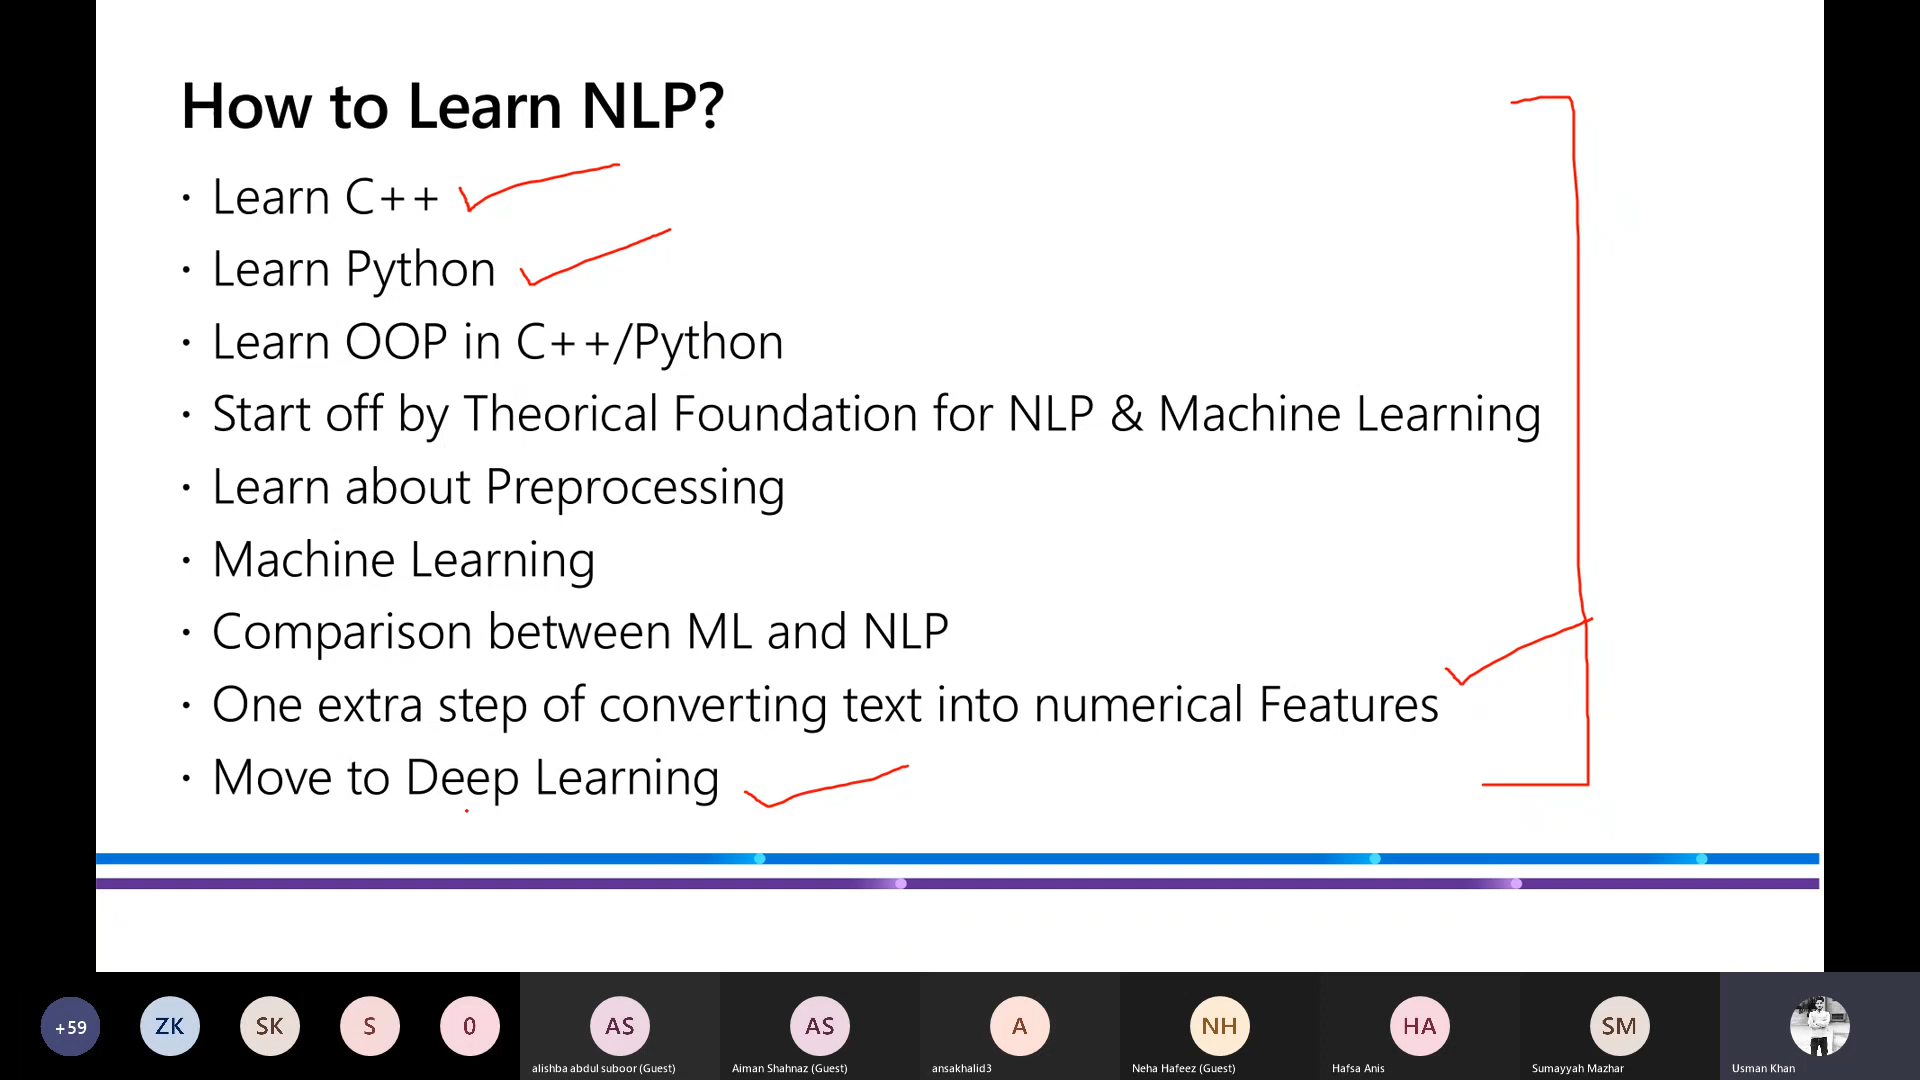 How to Learn NLP?
• Learn C++
• Learn Python
• Learn OOP in C++/Python
• Start off by Theorical Foundation for NLP & Machine Learning
• Learn about Preprocessing
• Machine Learning
• Comparison between ML and NLP
• One extra step of converting text into numerical Features
• Move to Deep Learning
+59 ZK SK S 0 AS AS A NH HA SM
alishba abdul suboor (Guest) Aiman Shahnaz (Guest) ansakhalid3 Neha Hafeez (Guest) Hafsa Anis Sumayyah Mazhar Usman Khan